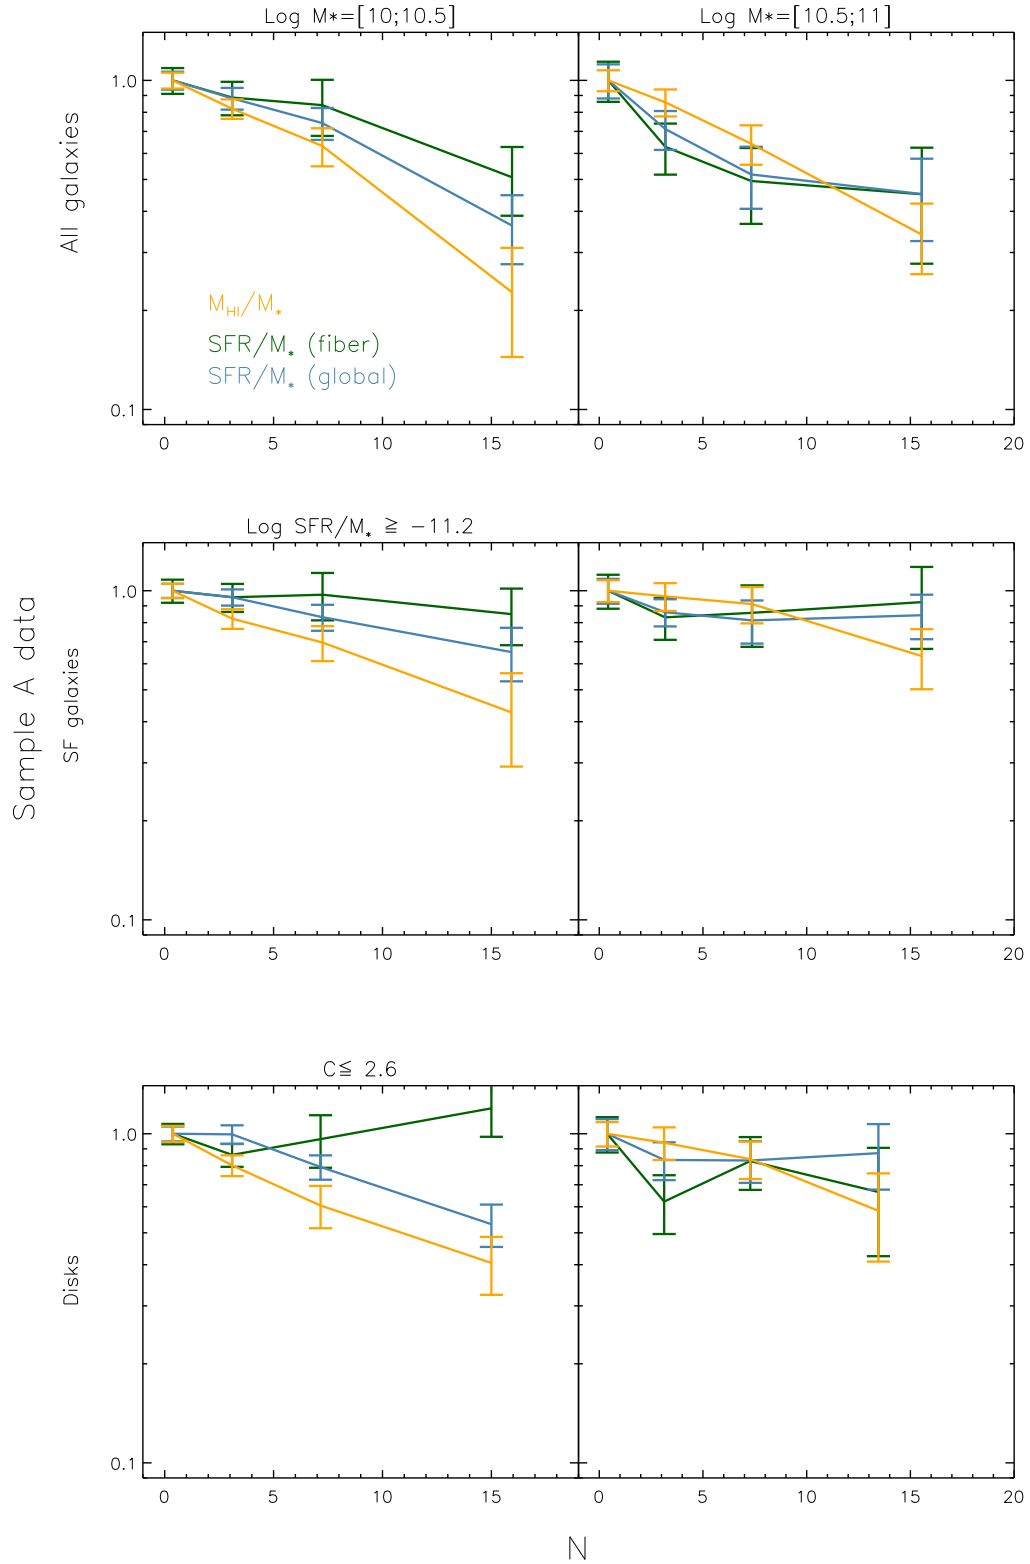 Log M*=[10;10.5]
Log M*=[10.5;11]
All galaxies
1.0
0.1
M_HI/M_*
SFR/M_* (fiber)
SFR/M_* (global)
0 5 10 15
0 5 10 15 20
Log SFR/M_* ≧ −11.2
Sample A data
SF galaxies
1.0
0.1
0 5 10 15
0 5 10 15 20
C≦ 2.6
Disks
1.0
0.1
0 5 10 15
0 5 10 15 20
N